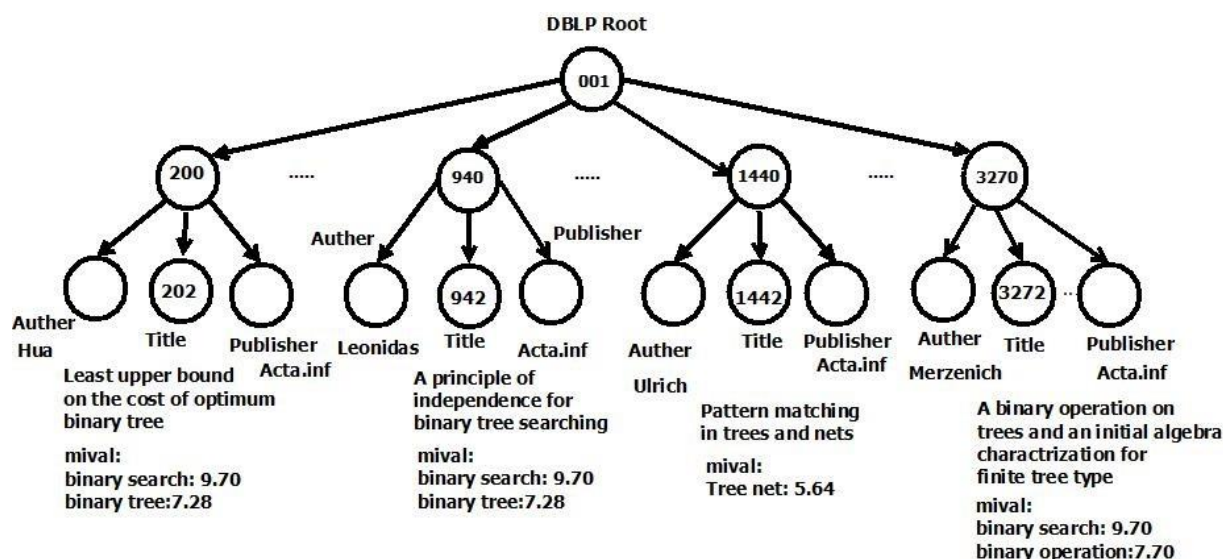 DBLP Root
001
200
.....
940
.....
1440
.....
3270
Auther
Publisher
202
942
1442
3272
...
Auther
Hua
Title
Publisher
Acta.inf
Leonidas
Title
Acta.inf
Auther
Ulrich
Title
Publisher
Acta.inf
Auther
Merzenich
Title
Publisher
Acta.inf
Least upper bound
on the cost of optimum
binary tree
mival:
binary search: 9.70
binary tree:7.28
A principle of
independence for
binary tree searching
mival:
binary search: 9.70
binary tree:7.28
Pattern matching
in trees and nets
mival:
Tree net: 5.64
A binary operation on
trees and an initial algebra
charactrization for
finite tree type
mival:
binary search: 9.70
binary operation:7.70